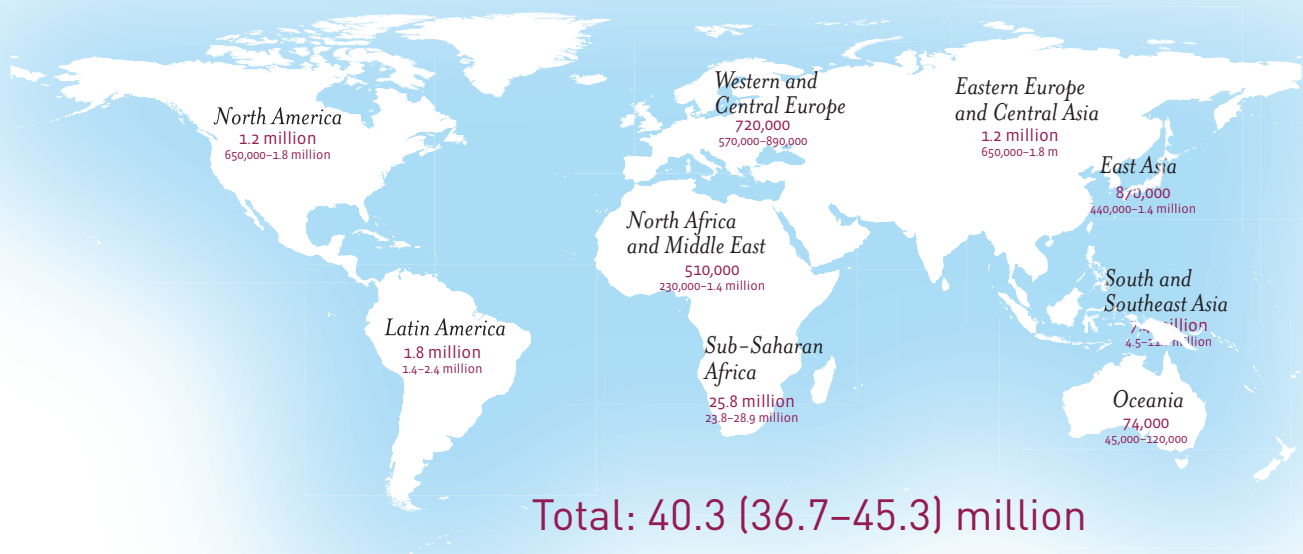 North America
1.2 million
650,000–1.8 million
Western and
Central Europe
720,000
570,000–890,000
Eastern Europe
and Central Asia
1.2 million
650,000–1.8 m
East Asia
870,000
440,000–1.4 million
North Africa
and Middle East
510,000
230,000–1.4 million
South and
Southeast Asia
million
million
Latin America
1.8 million
1.4–2.4 million
Sub-Saharan
Africa
25.8 million
23.8–28.9 million
Oceania
74,000
45,000–120,000
Total: 40.3 (36.7–45.3) million